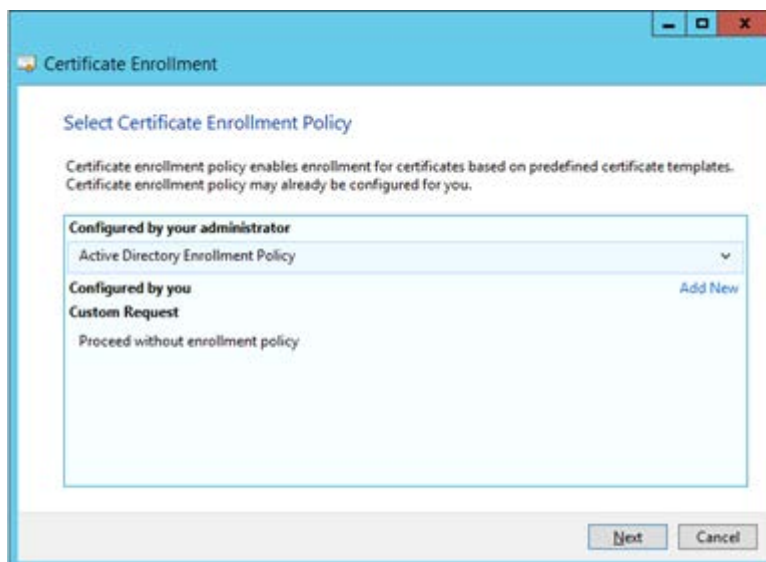 Certificate Enrollment
Select Certificate Enrollment Policy
Certificate enrollment policy enables enrollment for certificates based on predefined certificate templates.
Certificate enrollment policy may already be configured for you.
Configured by your administrator
Active Directory Enrollment Policy
Configured by you Add New
Custom Request
Proceed without enrollment policy
Next Cancel